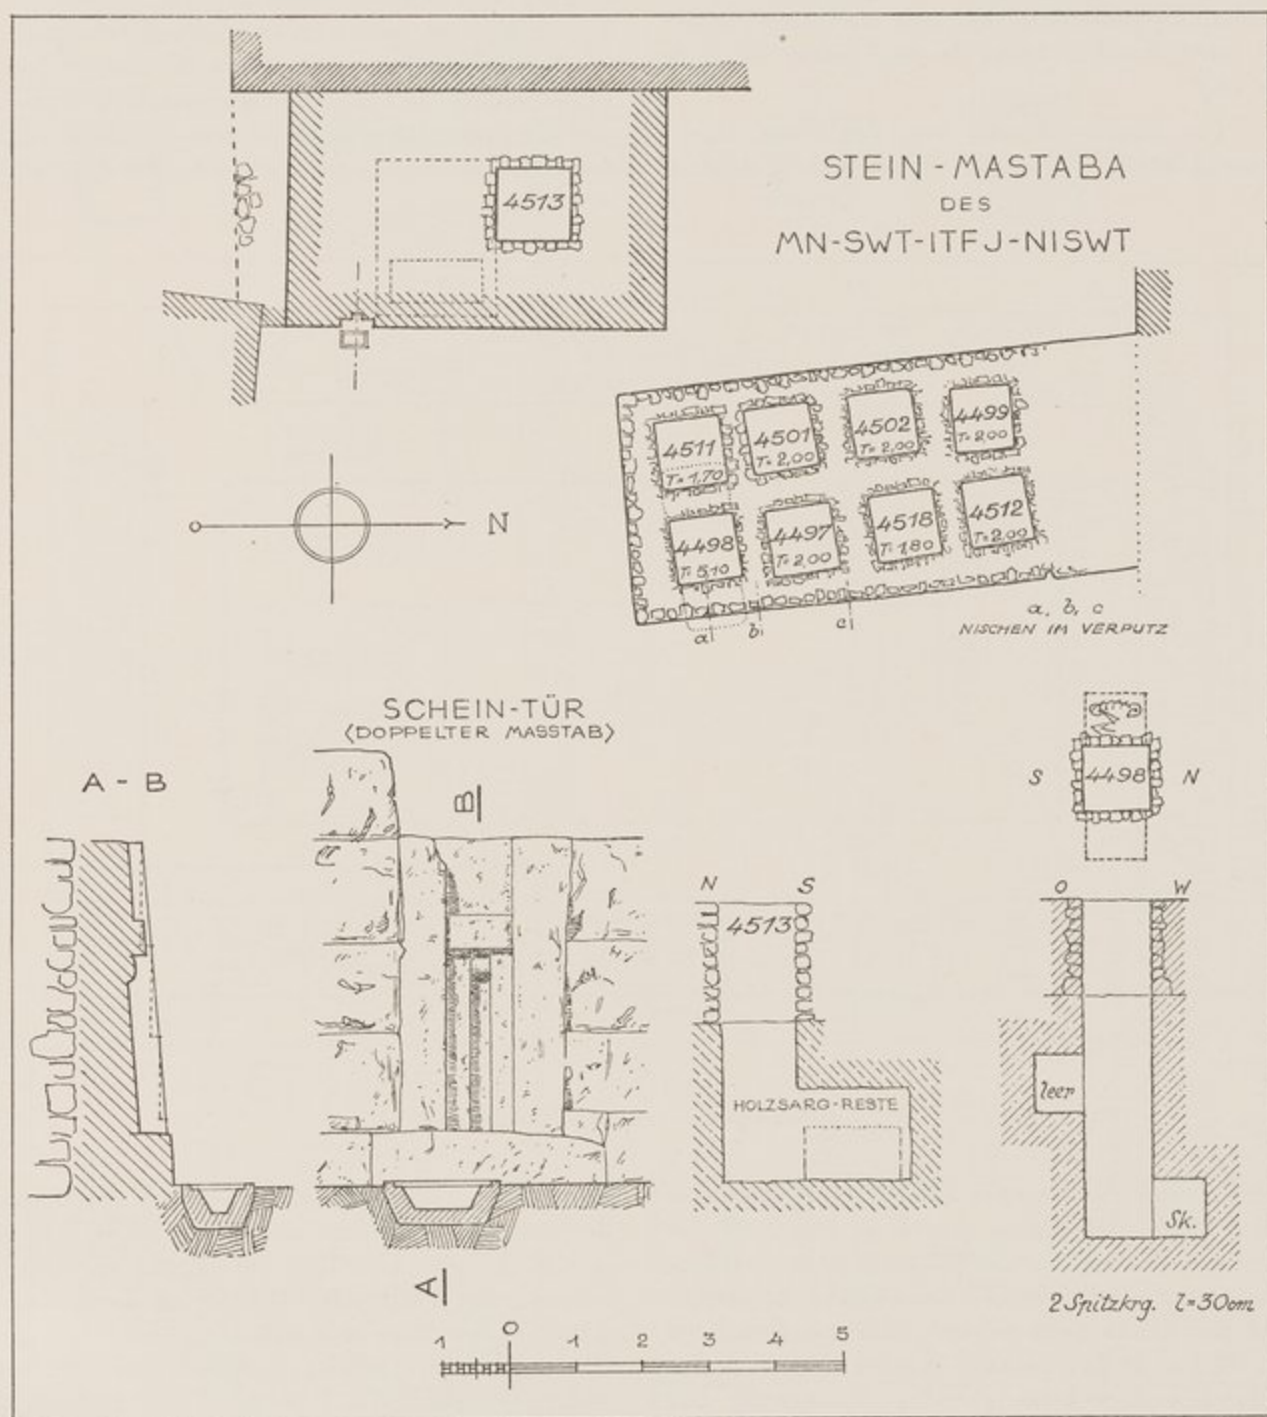 STEIN-MASTABA
DES
MN-SWT-ITFJ-NISWT
4513
4511
T=1,70
4501
T=2,00
4502
T=2,00
4499
T=2,00
4498
T=5,10
4497
T=2,00
4518
T=1,80
4512
T=2,00
a b c
a, b, c
NISCHEN IM VERPUTZ
N
SCHEIN-TÜR
<DOPPELTER MASSTAB>
A - B
B
A
S 4498 N
N S
4513
HOLZSARG-RESTE
O W
leer
Sk.
2 Spitzkrg. l=30cm
1 0 1 2 3 4 5